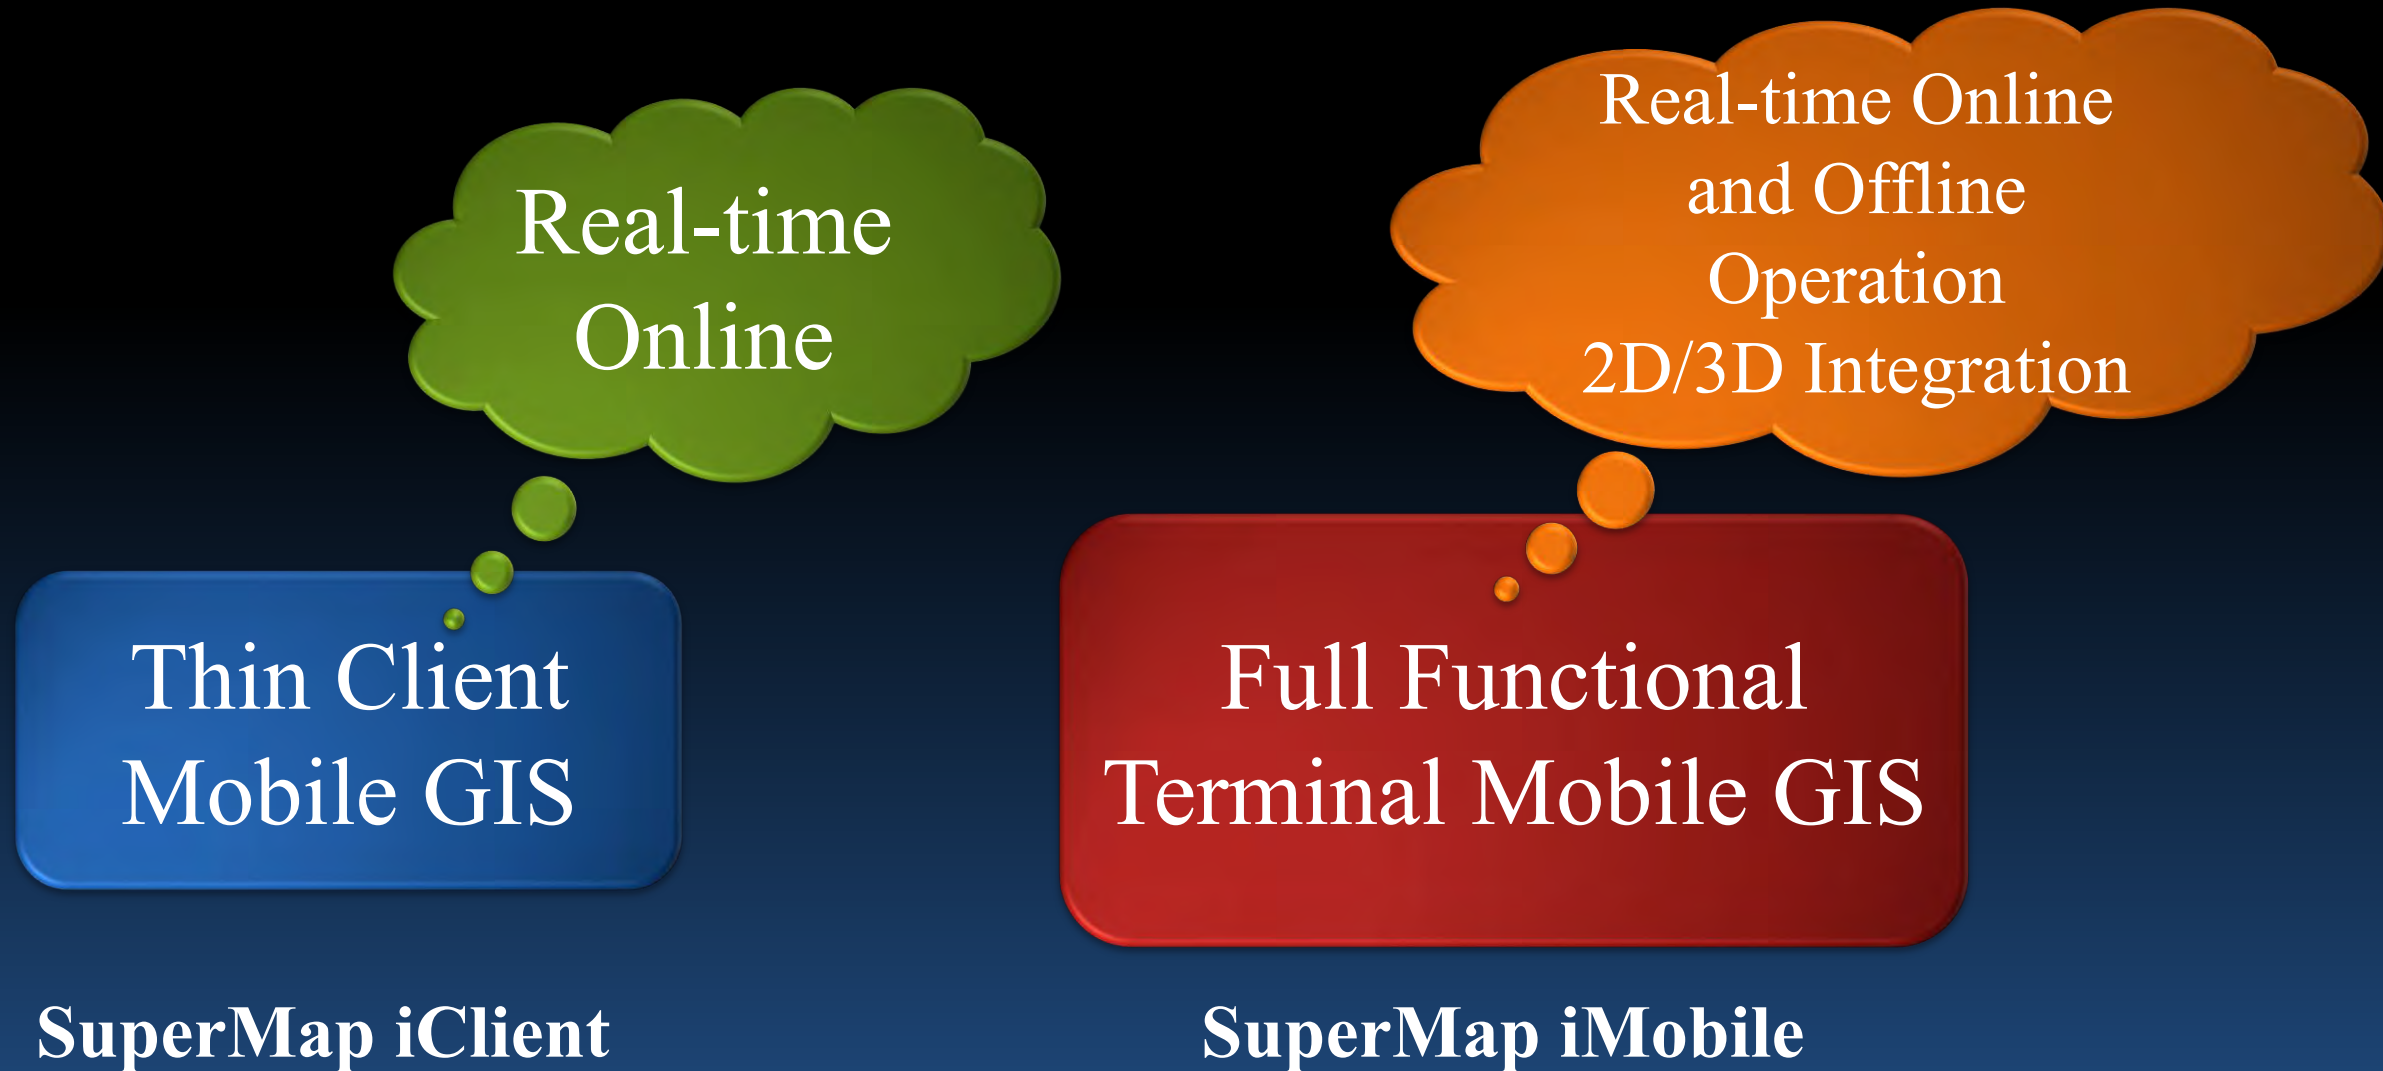 Real-time
Online
Real-time Online
and Offline
Operation
2D/3D Integration
Thin Client
Mobile GIS
Full Functional
Terminal Mobile GIS
SuperMap iClient
SuperMap iMobile